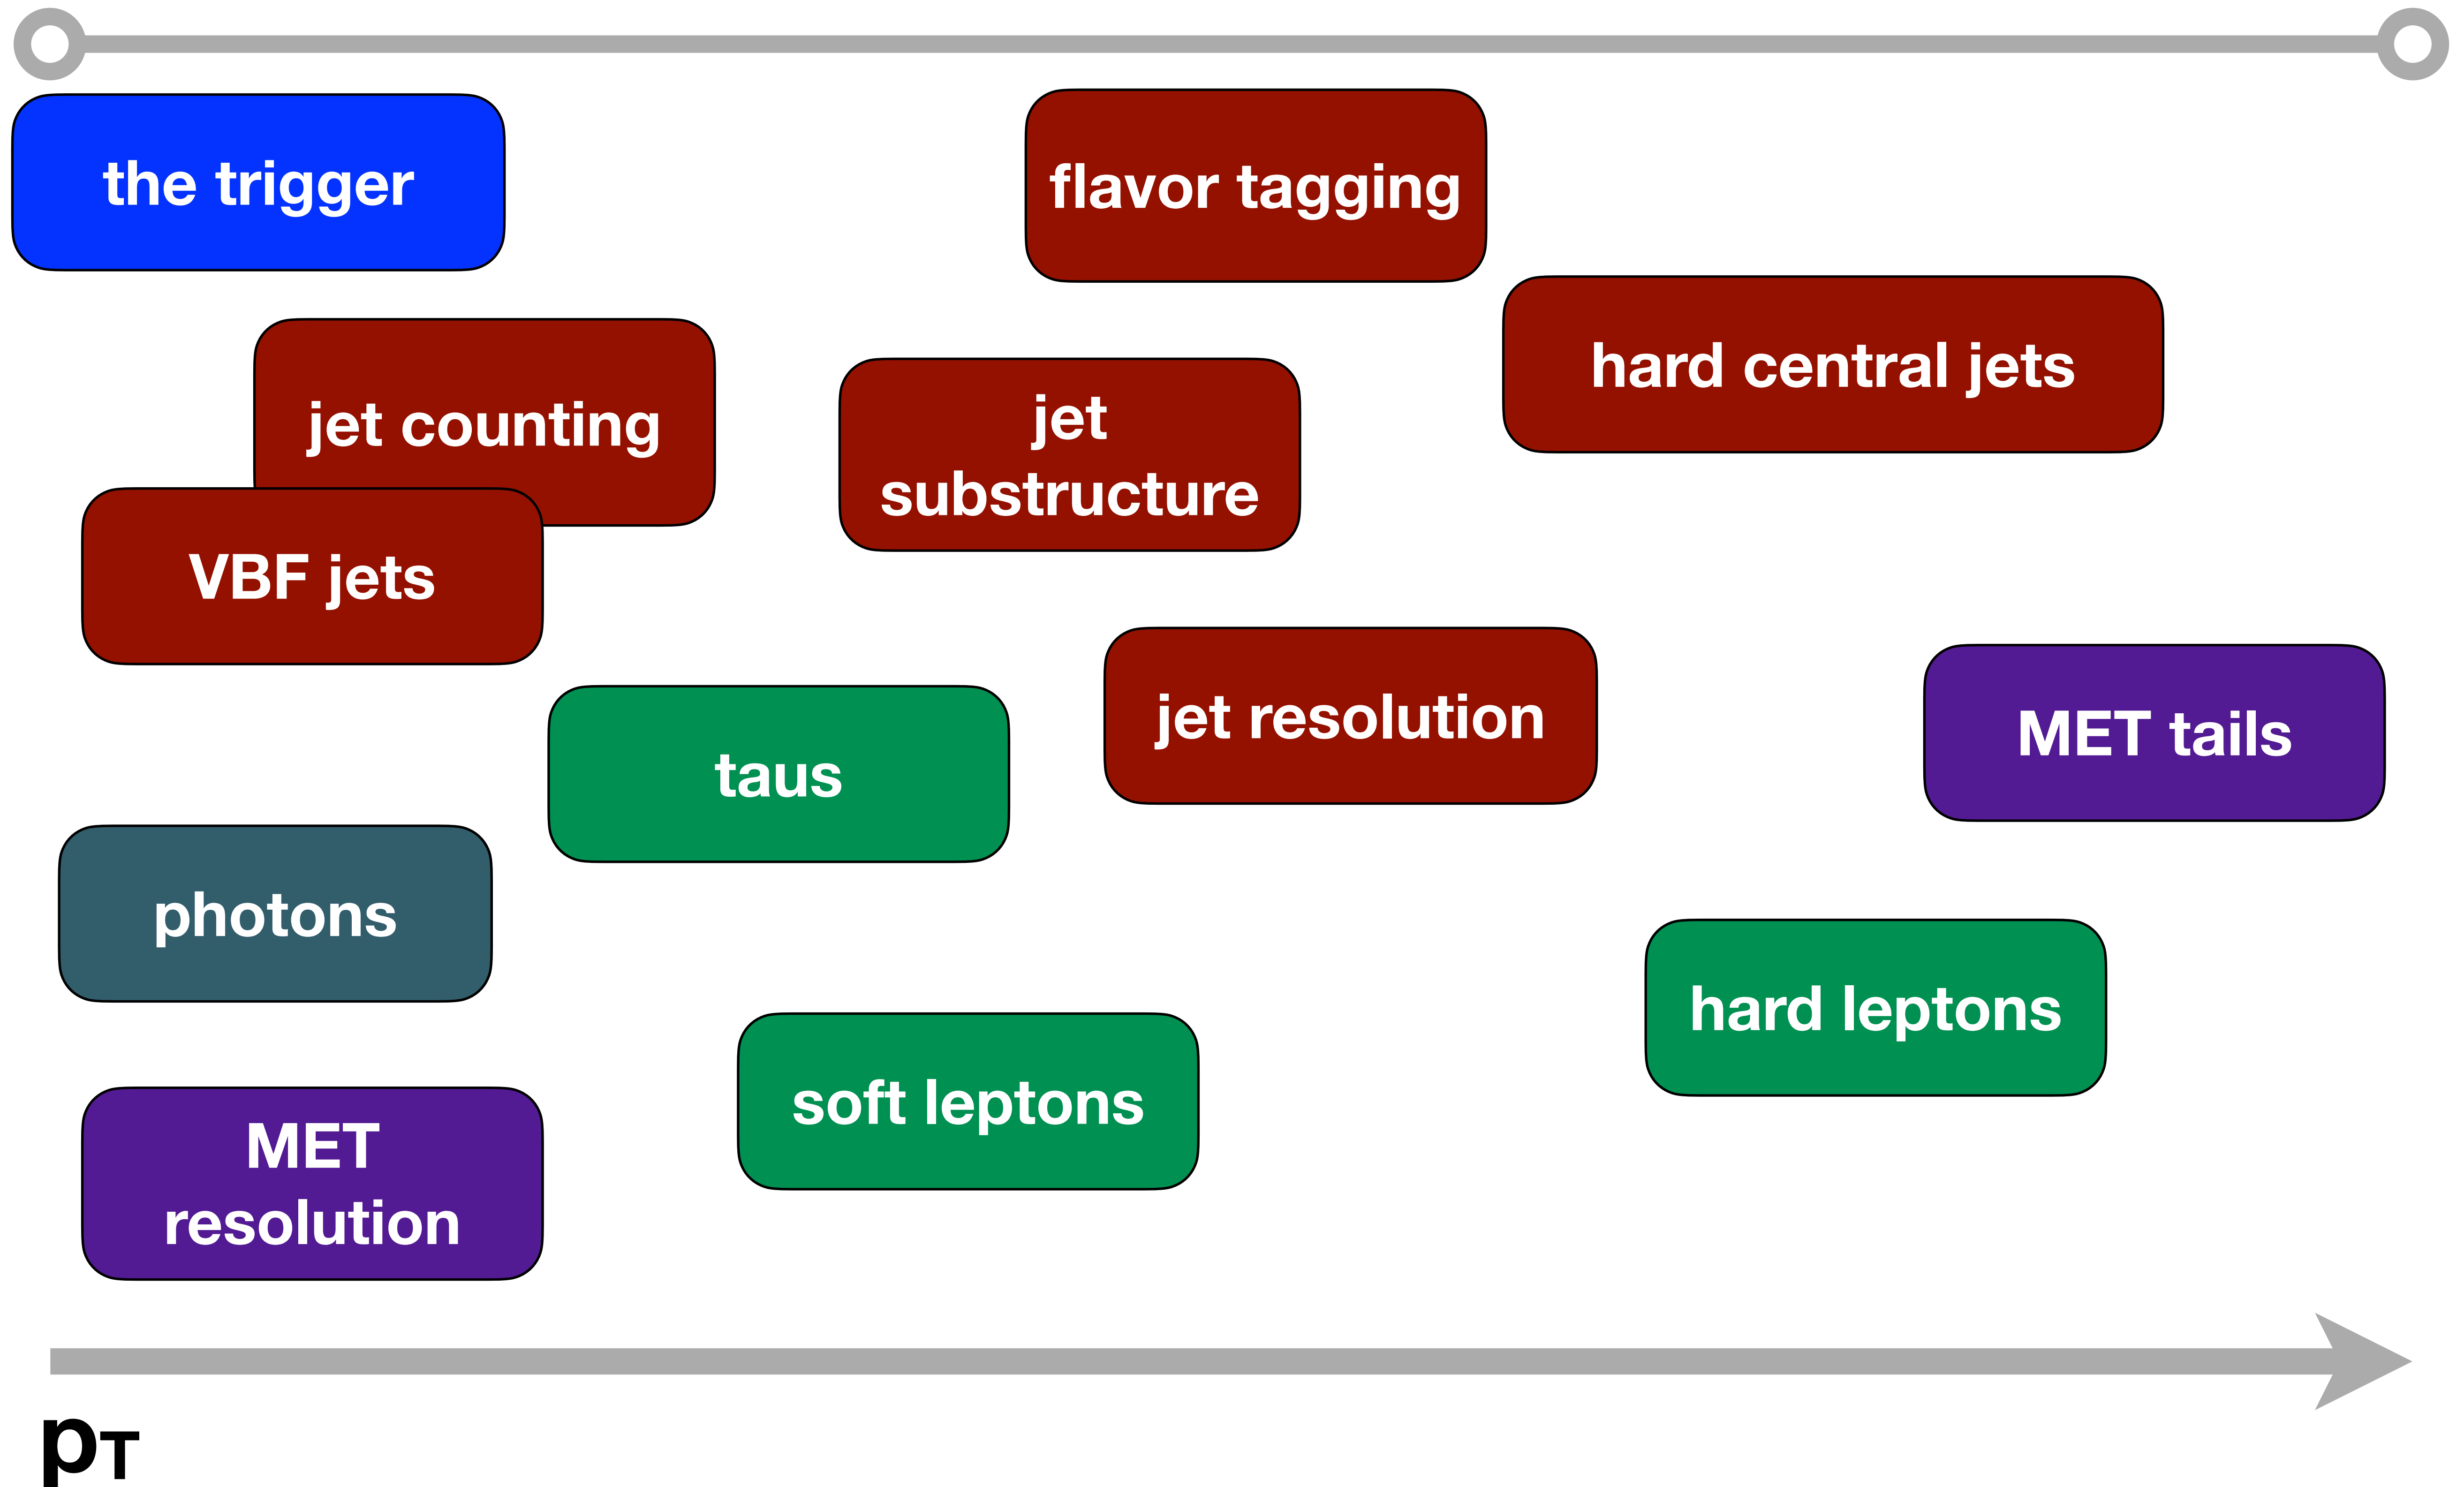 the trigger
flavor tagging
hard central jets
jet counting
jet
substructure
VBF jets
jet resolution
MET tails
taus
photons
hard leptons
soft leptons
MET
resolution
pT